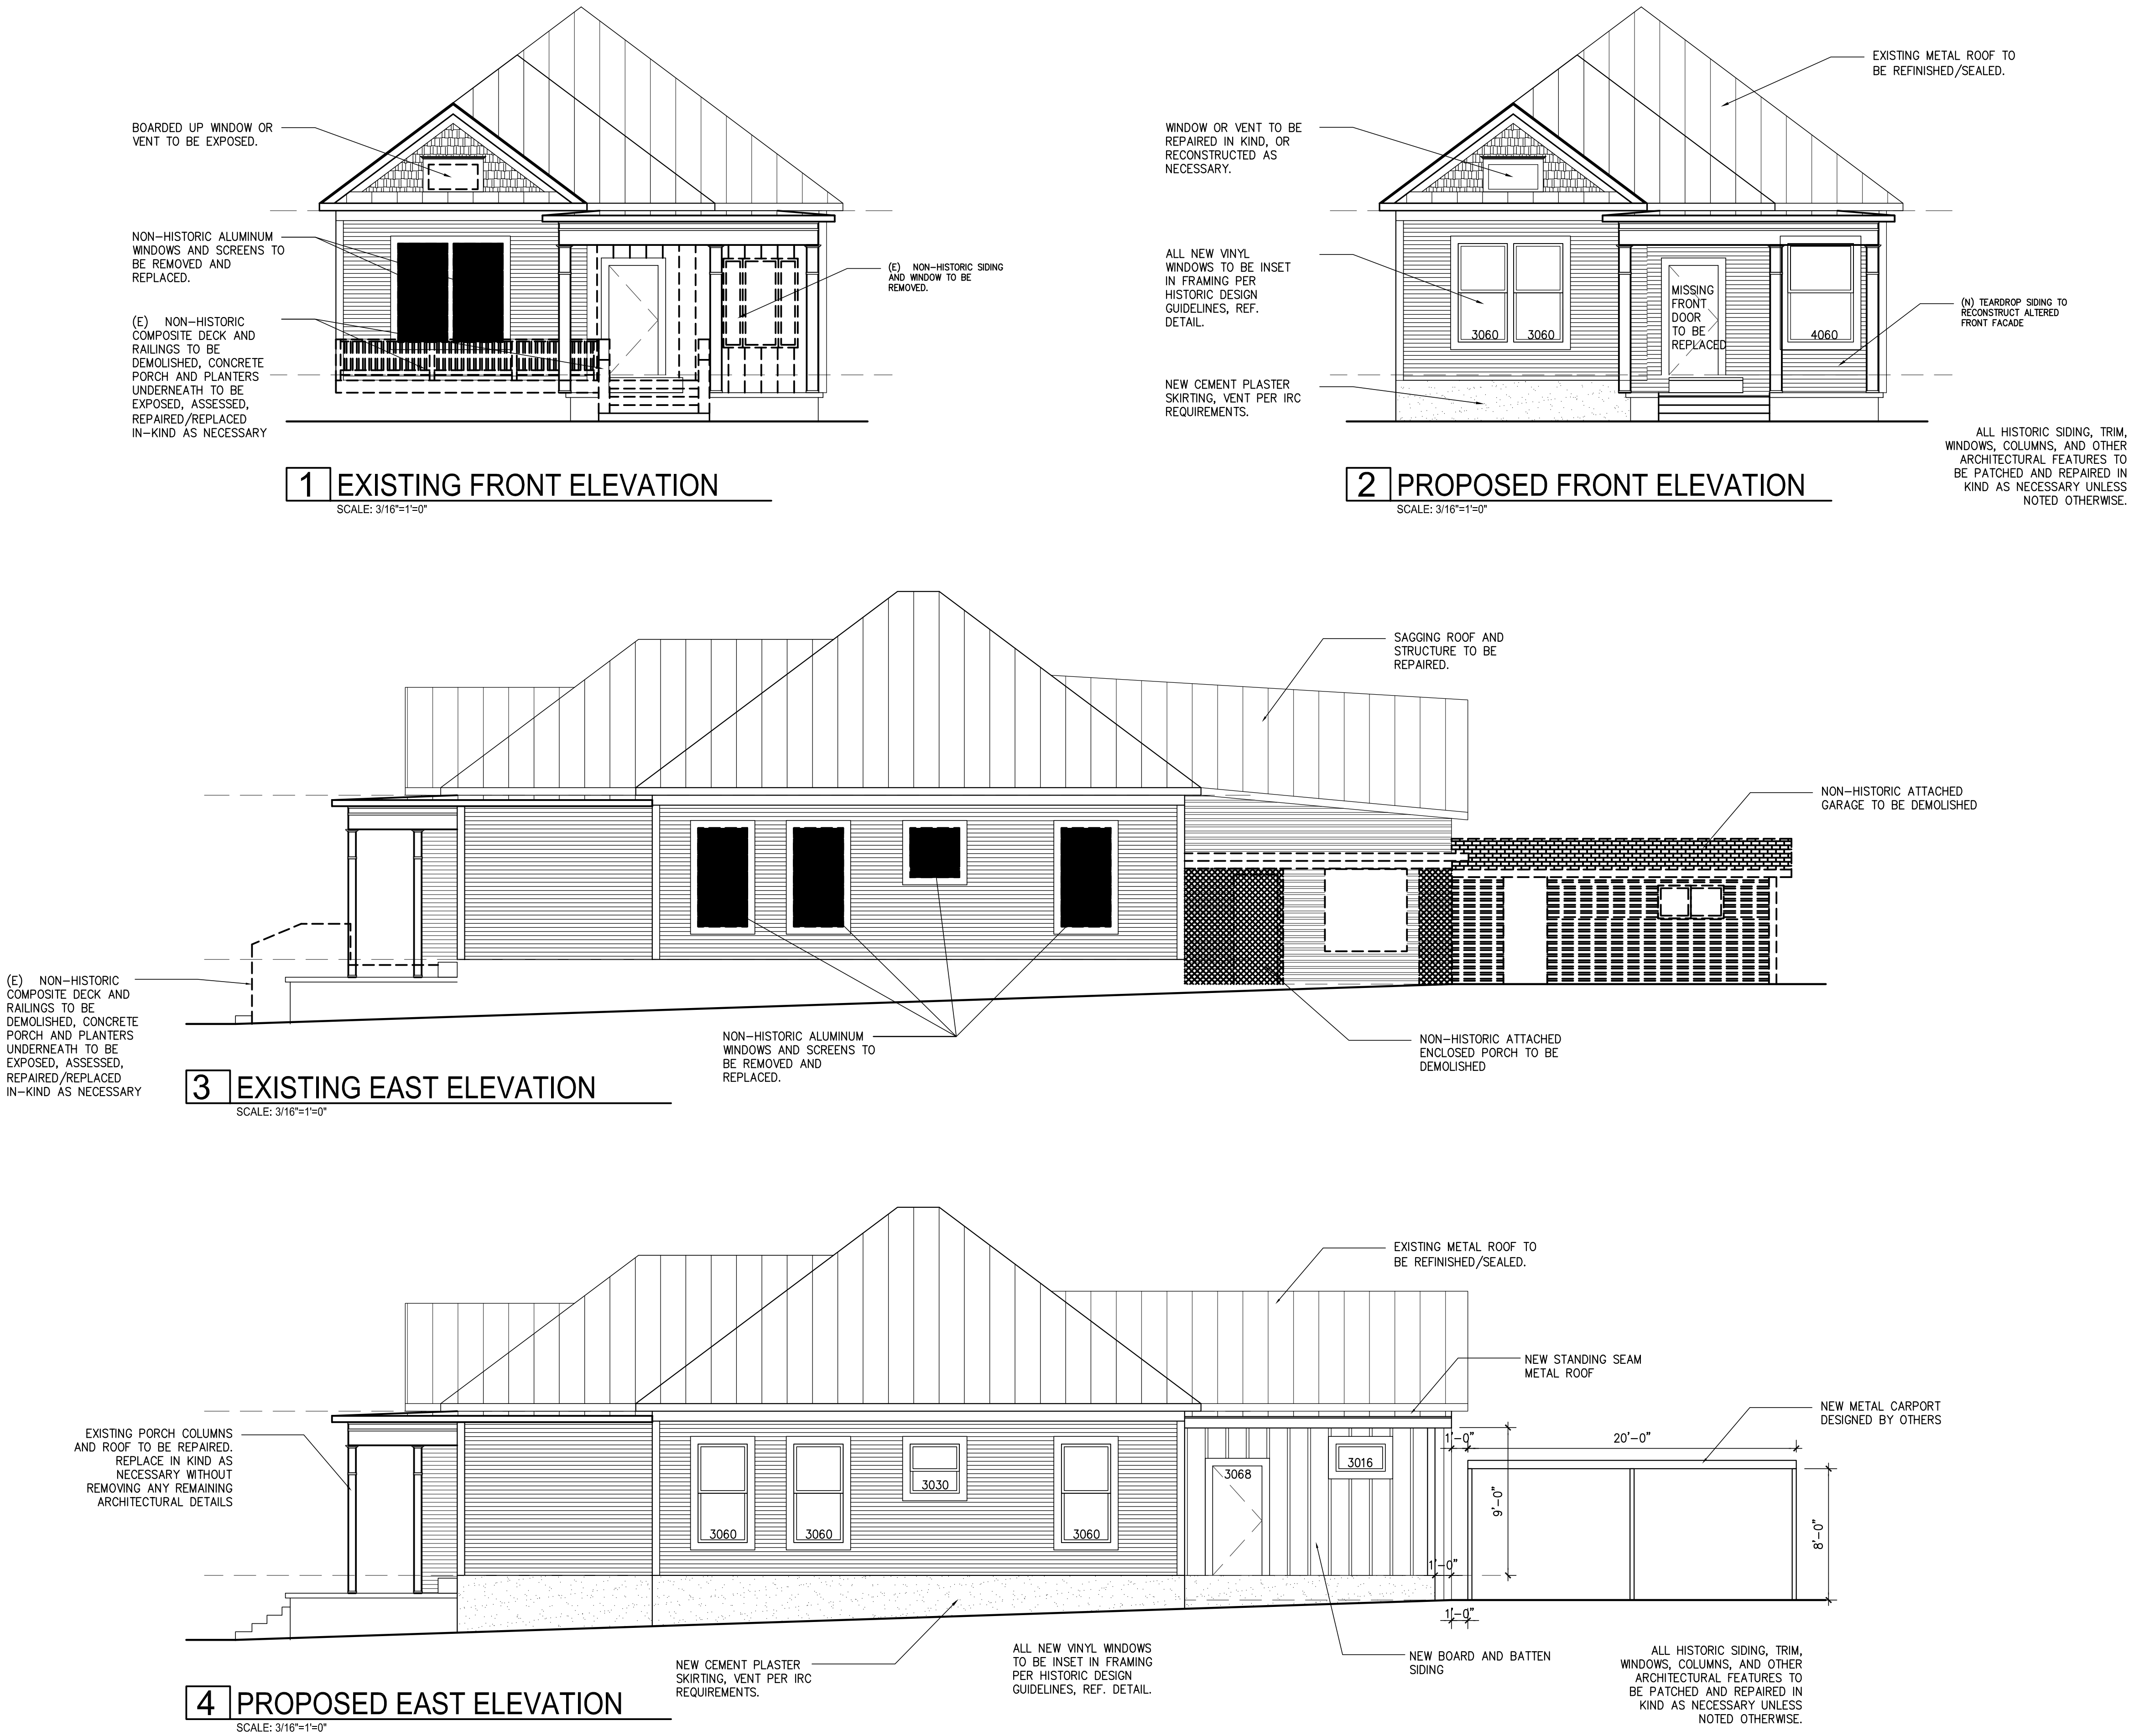 BOARDED UP WINDOW OR
VENT TO BE EXPOSED.
NON-HISTORIC ALUMINUM
WINDOWS AND SCREENS TO
BE REMOVED AND
REPLACED.
(E) NON-HISTORIC
COMPOSITE DECK AND
RAILINGS TO BE
DEMOLISHED, CONCRETE
PORCH AND PLANTERS
UNDERNEATH TO BE
EXPOSED, ASSESSED,
REPAIRED/REPLACED
IN-KIND AS NECESSARY
(E) NON-HISTORIC SIDING
AND WINDOW TO BE
REMOVED.
1 EXISTING FRONT ELEVATION
SCALE: 3/16"=1'=0"
EXISTING METAL ROOF TO
BE REFINISHED/SEALED.
WINDOW OR VENT TO BE
REPAIRED IN KIND, OR
RECONSTRUCTED AS
NECESSARY.
ALL NEW VINYL
WINDOWS TO BE INSET
IN FRAMING PER
HISTORIC DESIGN
GUIDELINES, REF.
DETAIL.
NEW CEMENT PLASTER
SKIRTING, VENT PER IRC
REQUIREMENTS.
3060
3060
MISSING
FRONT
DOOR
TO BE
REPLACED
4060
(N) TEARDROP SIDING TO
RECONSTRUCT ALTERED
FRONT FACADE
ALL HISTORIC SIDING, TRIM,
WINDOWS, COLUMNS, AND OTHER
ARCHITECTURAL FEATURES TO
BE PATCHED AND REPAIRED IN
KIND AS NECESSARY UNLESS
NOTED OTHERWISE.
2 PROPOSED FRONT ELEVATION
SCALE: 3/16"=1'=0"
SAGGING ROOF AND
STRUCTURE TO BE
REPAIRED.
NON-HISTORIC ATTACHED
GARAGE TO BE DEMOLISHED
(E) NON-HISTORIC
COMPOSITE DECK AND
RAILINGS TO BE
DEMOLISHED, CONCRETE
PORCH AND PLANTERS
UNDERNEATH TO BE
EXPOSED, ASSESSED,
REPAIRED/REPLACED
IN-KIND AS NECESSARY
NON-HISTORIC ALUMINUM
WINDOWS AND SCREENS TO
BE REMOVED AND
REPLACED.
NON-HISTORIC ATTACHED
ENCLOSED PORCH TO BE
DEMOLISHED
3 EXISTING EAST ELEVATION
SCALE: 3/16"=1'=0"
EXISTING METAL ROOF TO
BE REFINISHED/SEALED.
NEW STANDING SEAM
METAL ROOF
NEW METAL CARPORT
DESIGNED BY OTHERS
EXISTING PORCH COLUMNS
AND ROOF TO BE REPAIRED.
REPLACE IN KIND AS
NECESSARY WITHOUT
REMOVING ANY REMAINING
ARCHITECTURAL DETAILS
3060
3060
3030
3060
3068
3016
1'-0"
20'-0"
9'-0"
8'-0"
1'-0"
1'-0"
NEW CEMENT PLASTER
SKIRTING, VENT PER IRC
REQUIREMENTS.
ALL NEW VINYL WINDOWS
TO BE INSET IN FRAMING
PER HISTORIC DESIGN
GUIDELINES, REF. DETAIL.
NEW BOARD AND BATTEN
SIDING
ALL HISTORIC SIDING, TRIM,
WINDOWS, COLUMNS, AND OTHER
ARCHITECTURAL FEATURES TO
BE PATCHED AND REPAIRED IN
KIND AS NECESSARY UNLESS
NOTED OTHERWISE.
4 PROPOSED EAST ELEVATION
SCALE: 3/16"=1'=0"